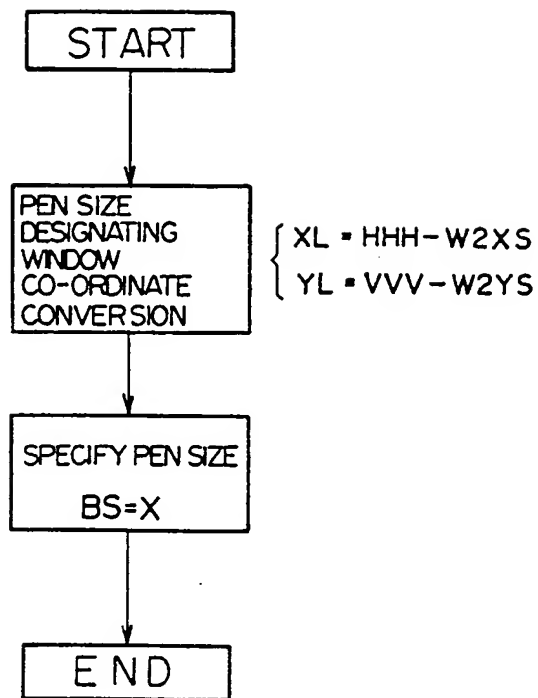 START
PEN SIZE
DESIGNATING
WINDOW
CO-ORDINATE
CONVERSION
XL = HHH-W2XS
YL = VVV-W2YS
SPECIFY PEN SIZE
BS=X
END